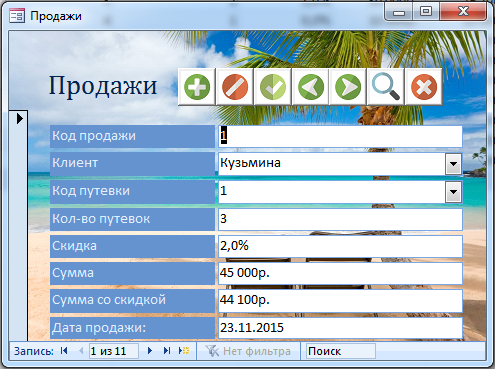 Продажи
Продажи
Код продажи 1
Клиент Кузьмина
Код путевки 1
Кол-во путевок 3
Скидка 2,0%
Сумма 45 000р.
Сумма со скидкой 44 100р.
Дата продажи: 23.11.2015
Запись: 1 из 11 Нет фильтра Поиск